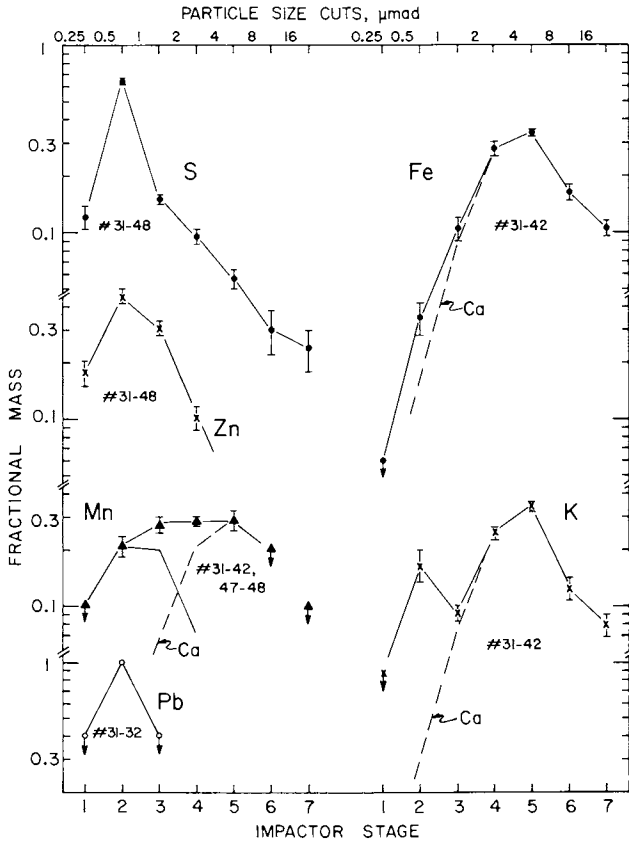 PARTICLE SIZE CUTS, μmad
0.25 0.5 1 2 4 8 16 0.25 0.5 1 2 4 8 16
FRACTIONAL MASS
1
0.3
0.1
0.3
0.1
0.3
0.1
1
0.3
S
#31-48
Fe
#31-42
Ca
#31-48
Zn
Mn
#31-42,
47-48
Ca
K
#31-42
Ca
Pb
#31-32
1 2 3 4 5 6 7 1 2 3 4 5 6 7
IMPACTOR STAGE